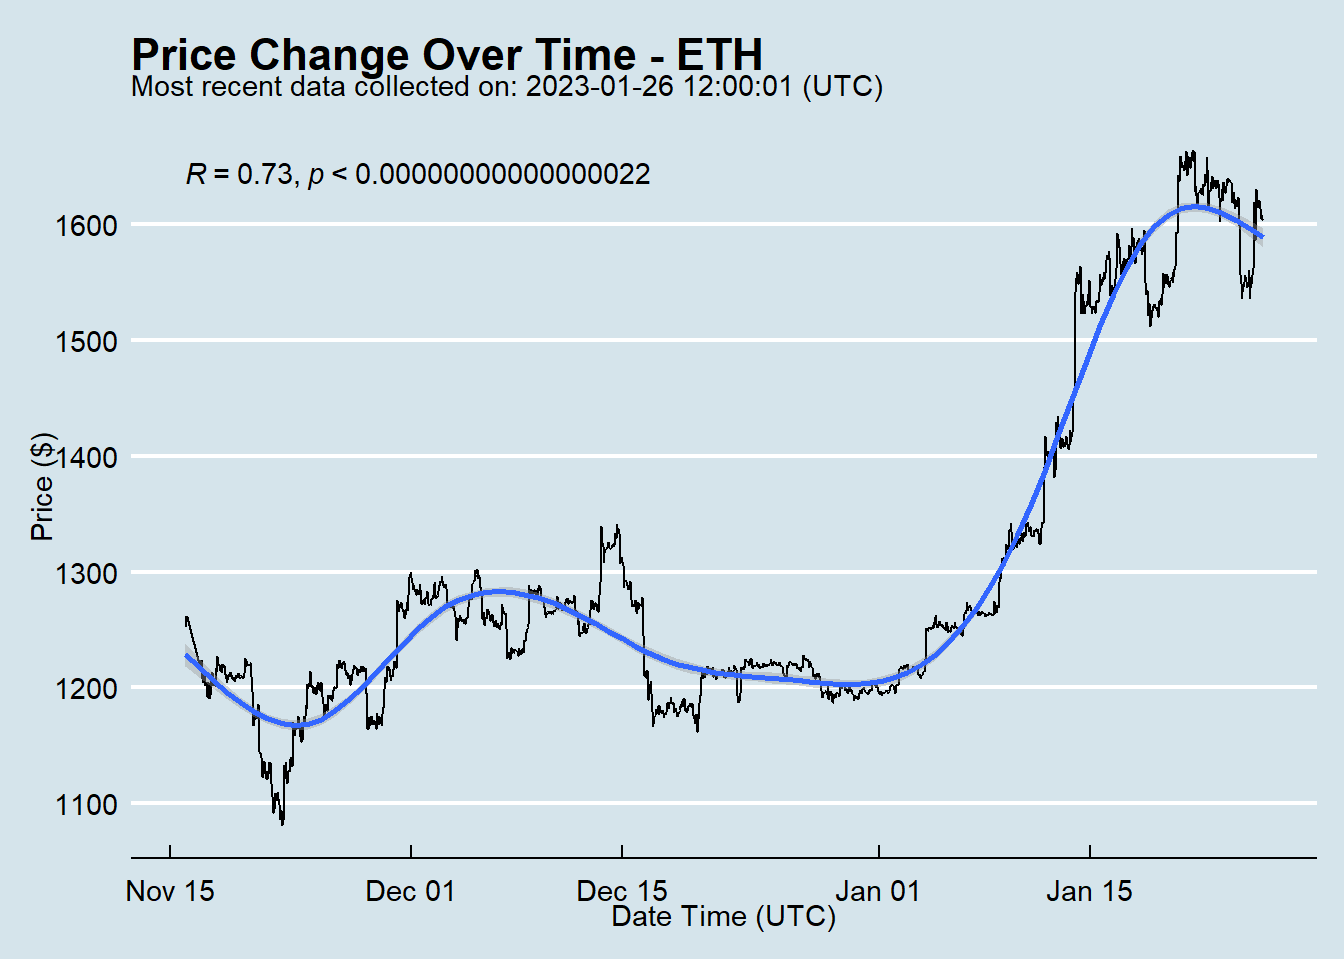 Price Change Over Time - ETH
Most recent data collected on: 2023-01-26 12:00:01 (UTC)
R = 0.73, p < 0.00000000000000022
1600
1500
1400
1300
1200
1100
Price ($)
Nov 15 Dec 01 Dec 15 Jan 01 Jan 15
Date Time (UTC)